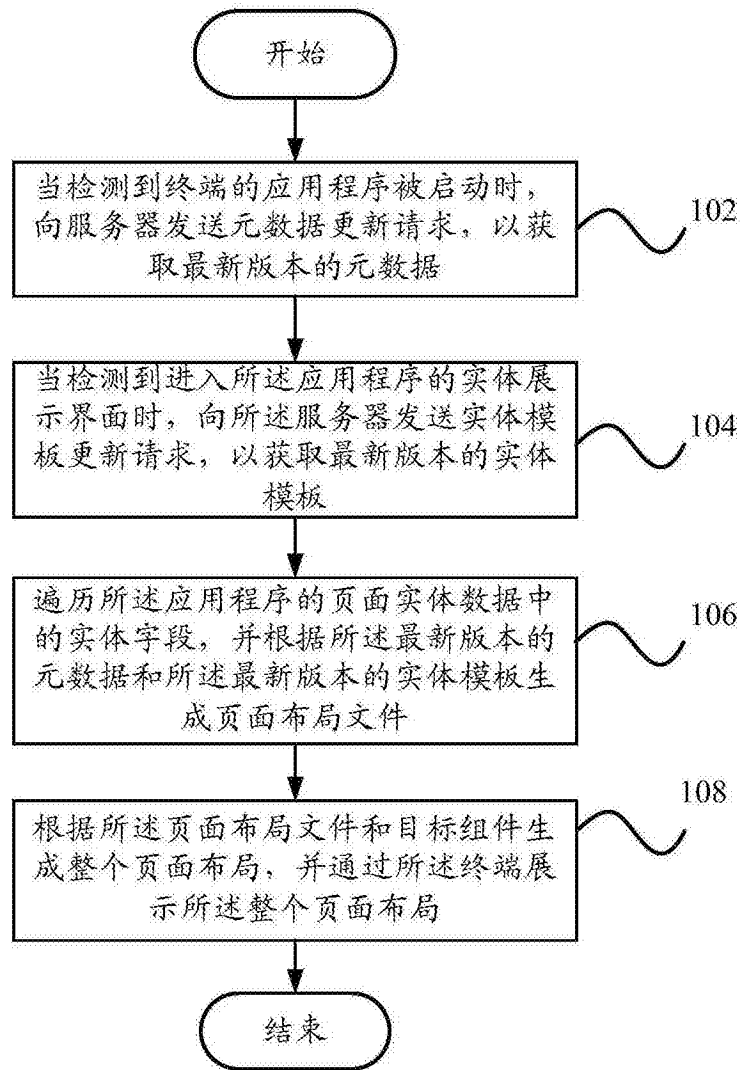 开始
当检测到终端的应用程序被启动时，
向服务器发送元数据更新请求，以获
取最新版本的元数据
102
当检测到进入所述应用程序的实体展
示界面时，向所述服务器发送实体模
板更新请求，以获取最新版本的实体
模板
104
遍历所述应用程序的页面实体数据中
的实体字段，并根据所述最新版本的
元数据和所述最新版本的实体模板生
成页面布局文件
106
根据所述页面布局文件和目标组件生
成整个页面布局，并通过所述终端展
示所述整个页面布局
108
结束